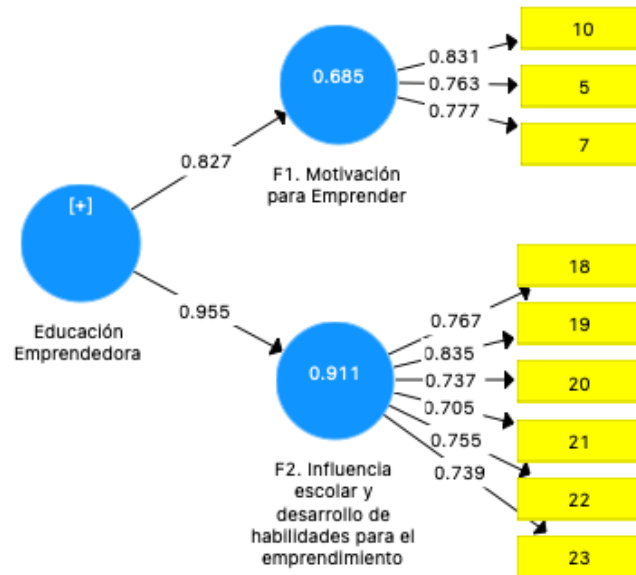 10
0.831
0.685
0.763
5
0.777
7
0.827
F1. Motivación
para Emprender
[+]
Educación
Emprendedora
0.955
18
0.767
19
0.835
0.911
0.737
20
0.705
21
0.755
22
0.739
F2. Influencia
escolar y
desarrollo de
habilidades para el
emprendimiento
23